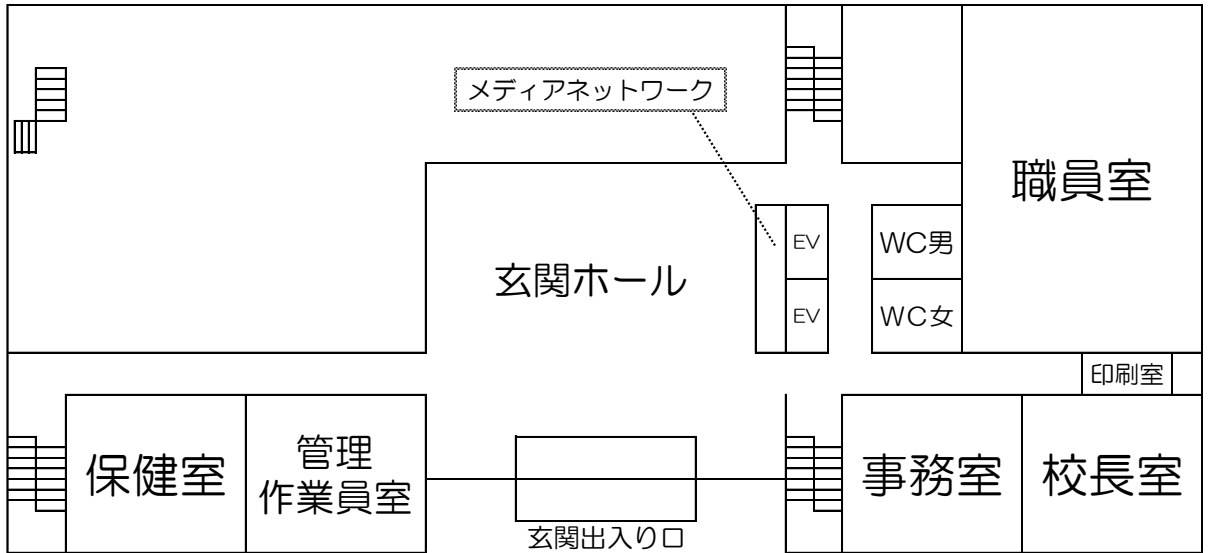 メディアネットワーク
職員室
EV
WC男
玄関ホール
EV
WC女
印刷室
保健室
管理
作業員室
事務室
校長室
玄関出入り口